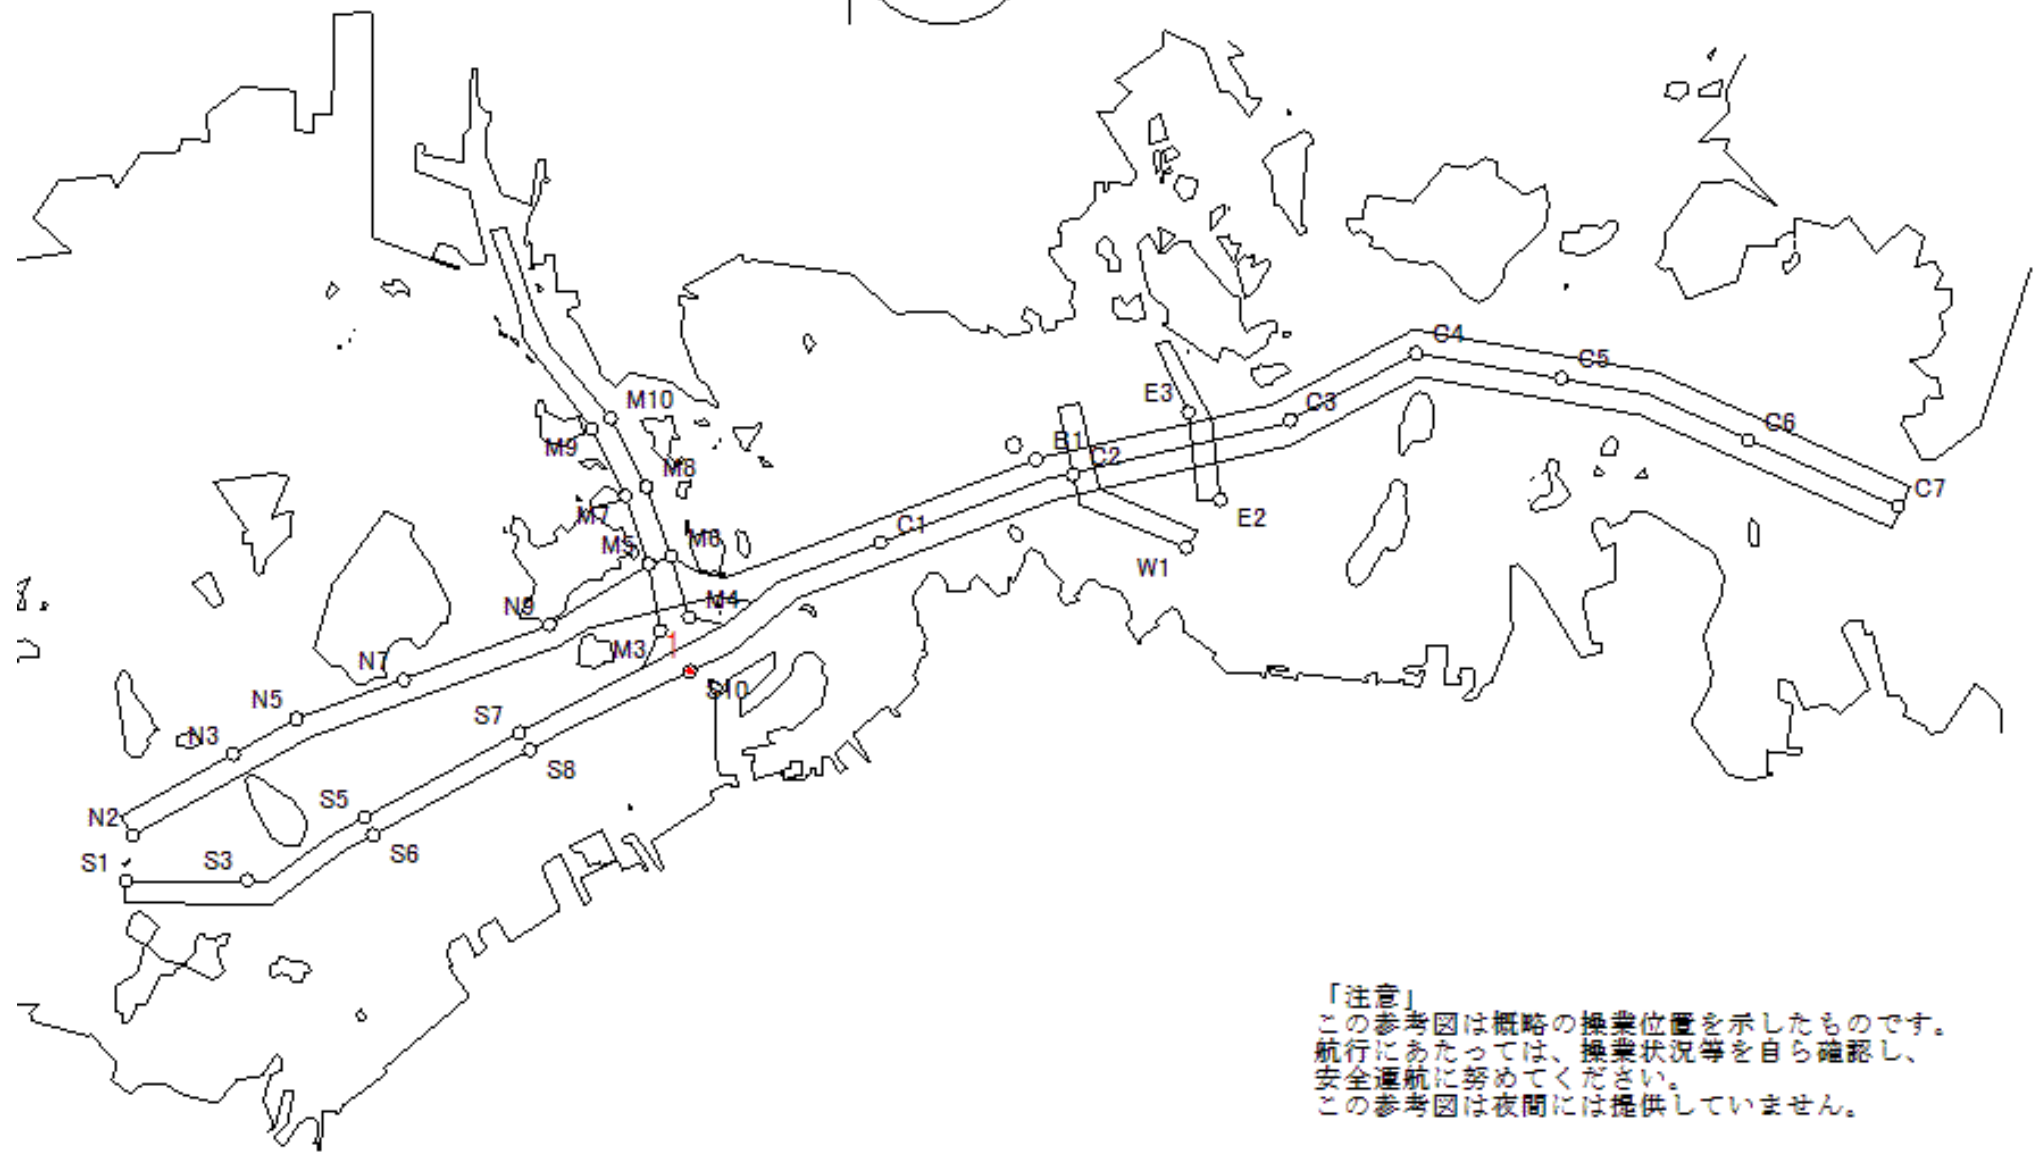 C4
C5
M10
E3
C3
C6
M9
B1
C2
M8
C7
M7
E2
C1
M5
M6
W1
N9
M4
M3
1
N7
S10
N5
S7
N3
S8
S5
N2
S6
S1
S3
「注意」
この参考図は概略の操業位置を示したものです。
航行にあたっては、操業状況等を自ら確認し、
安全運航に努めてください。
この参考図は夜間には提供していません。